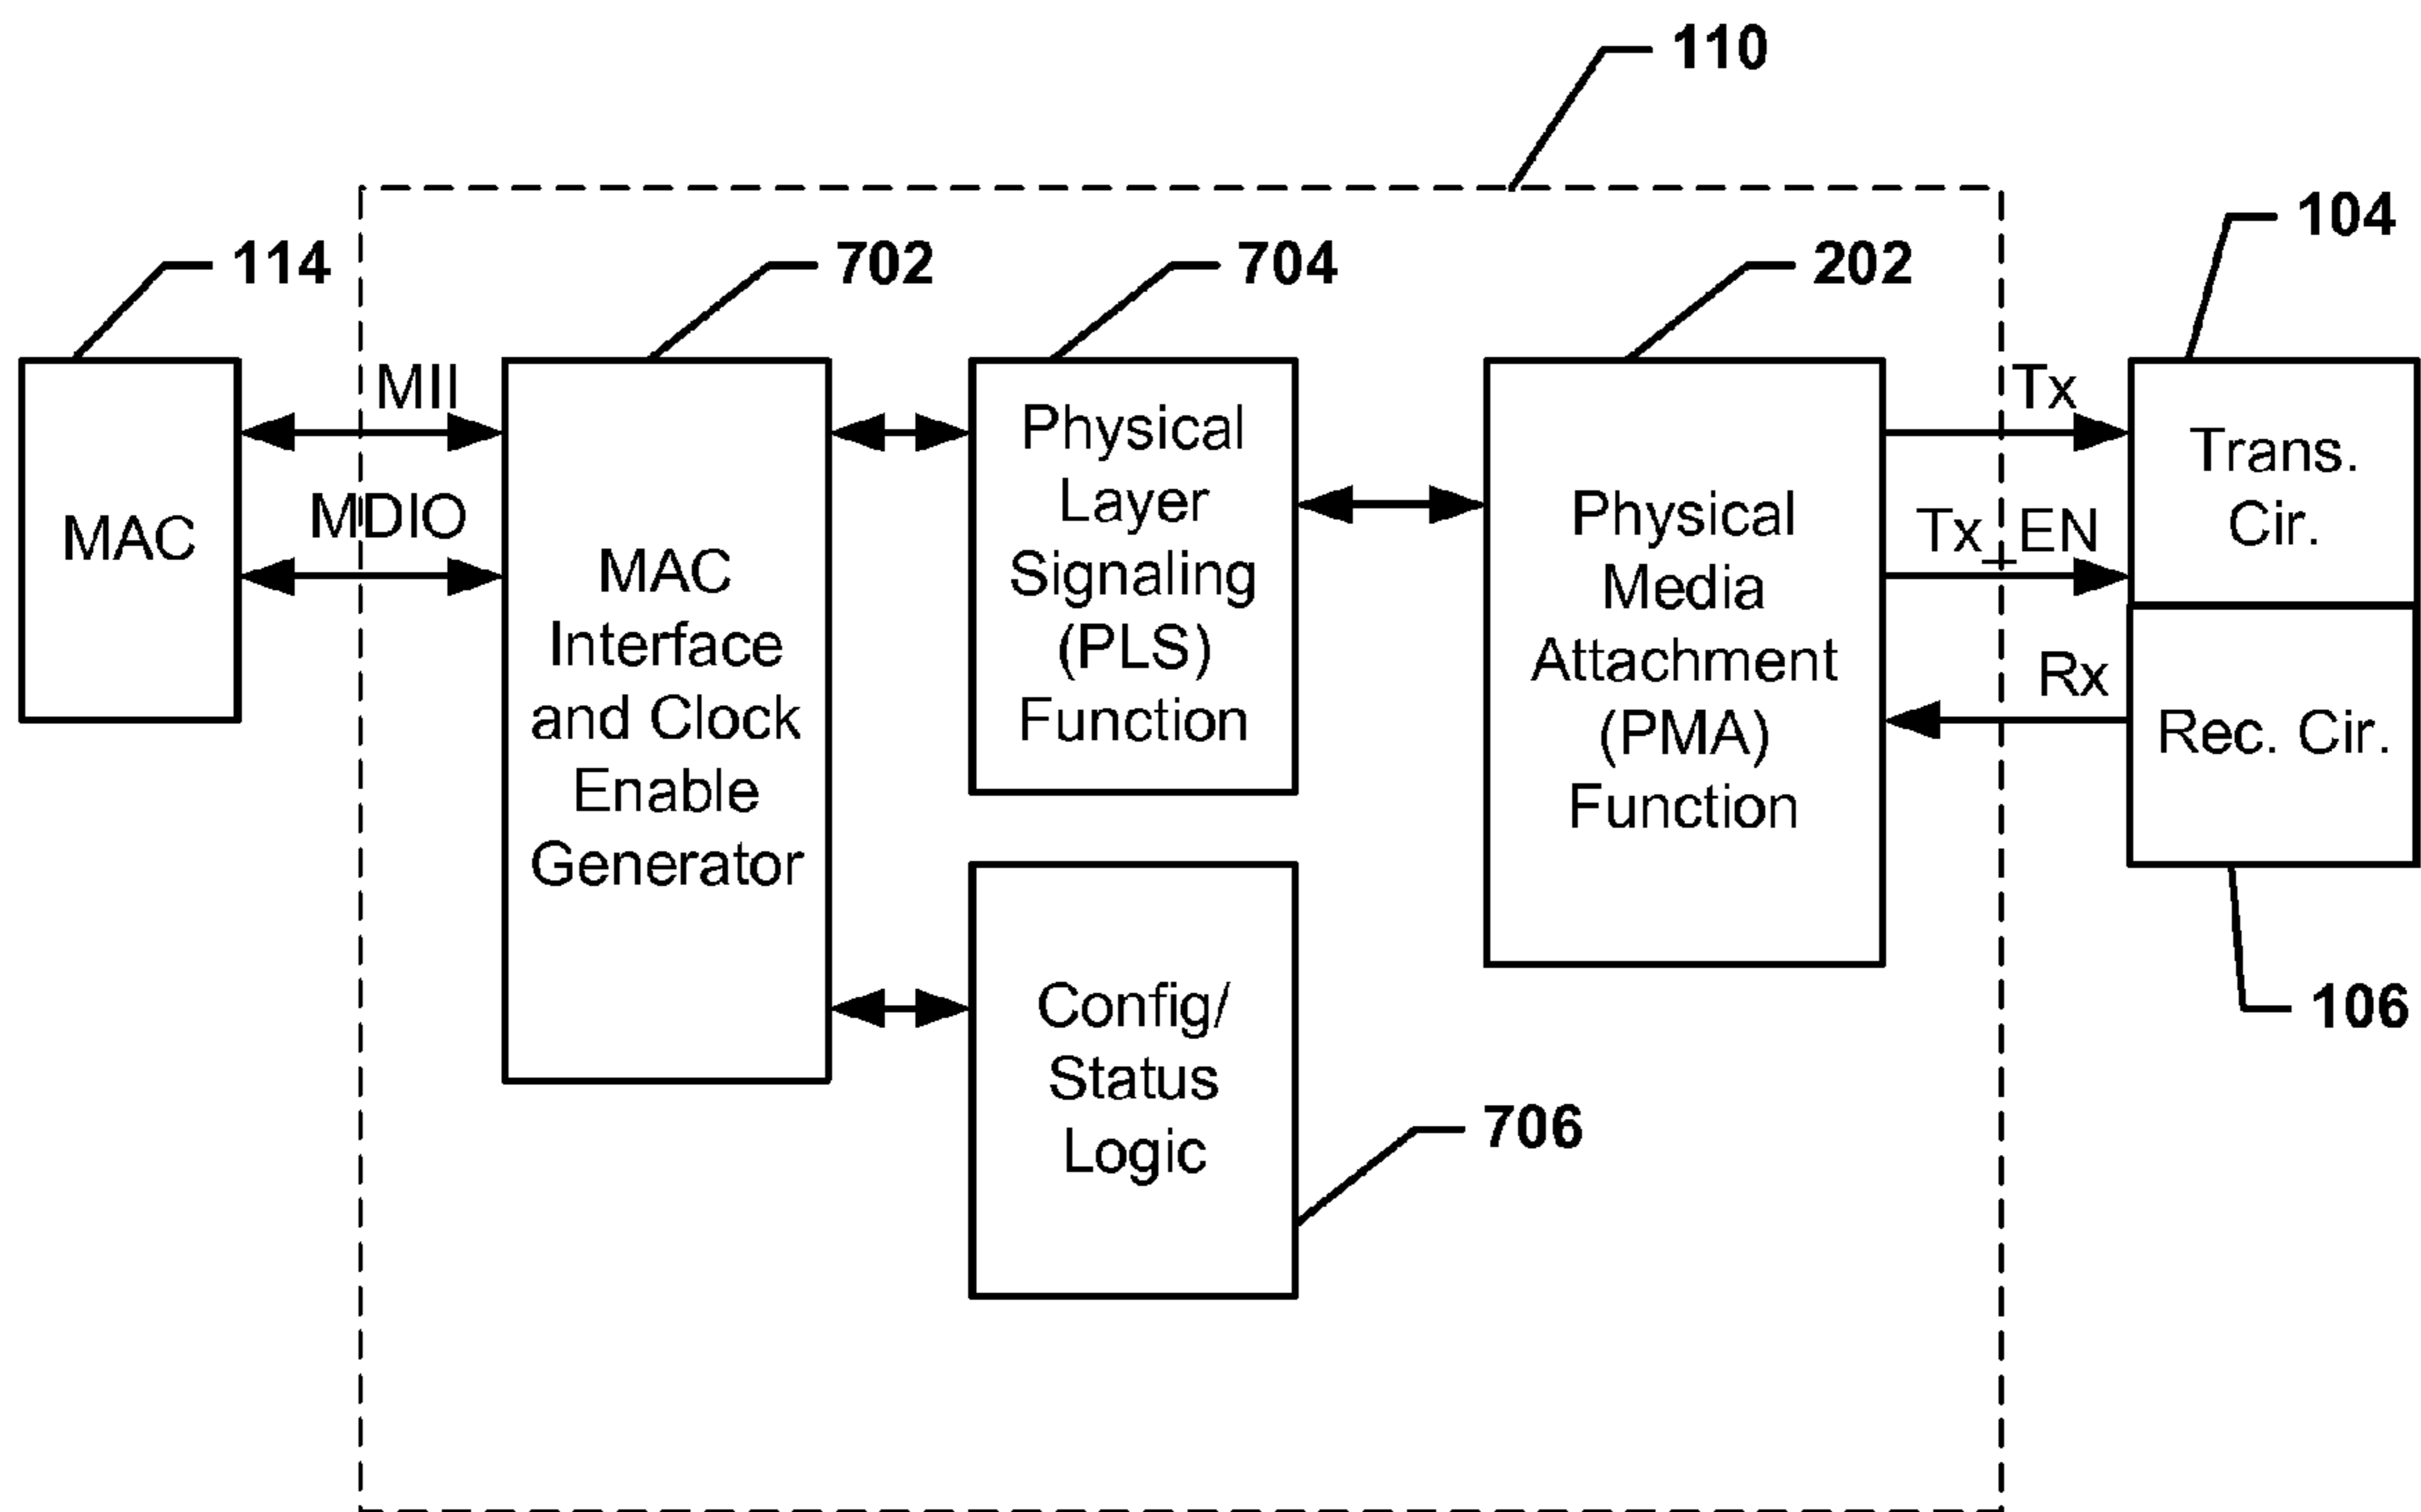 110
104
114
702
704
202
MII
MDIO
MAC
MAC
Interface
and Clock
Enable
Generator
Physical
Layer
Signaling
(PLS)
Function
Physical
Media
Attachment
(PMA)
Function
Tx
Tx_EN
Rx
Trans.
Cir.
Rec. Cir.
Config/
Status
Logic
106
706